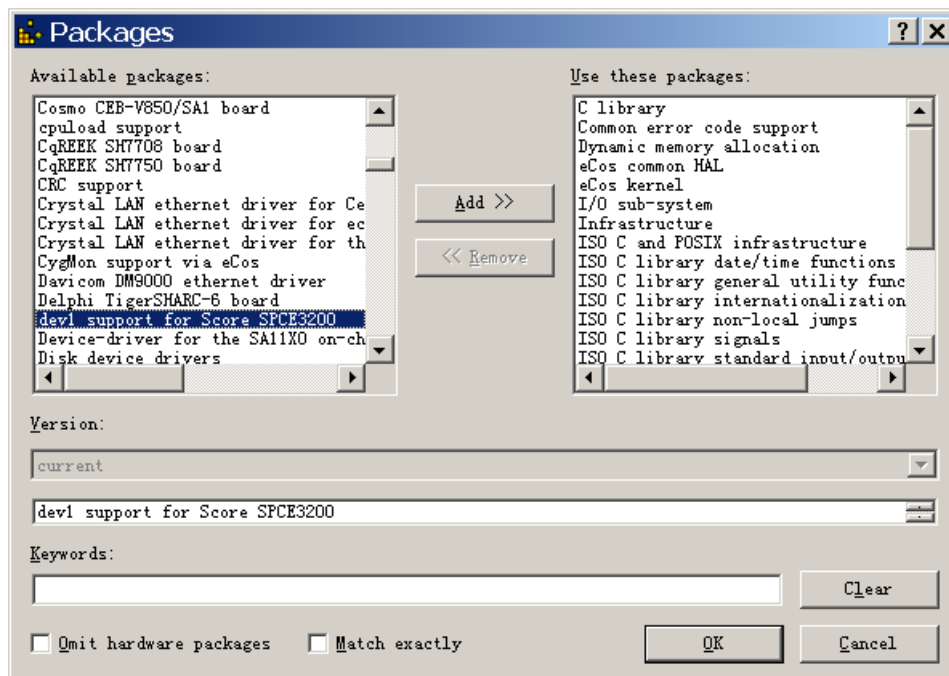 Packages
Available packages:
Use these packages:
Cosmo CEB-V850/SA1 board
cpuload support
CqREEK SH7708 board
CqREEK SH7750 board
CRC support
Crystal LAN ethernet driver for Ce
Crystal LAN ethernet driver for ec
Crystal LAN ethernet driver for th
CygMon support via eCos
Davicom DM9000 ethernet driver
Delphi TigerSHARC-6 board
dev1 support for Score SPCE3200
Device-driver for the SA11X0 on-ch
Disk device drivers
Add >>
<< Remove
C library
Common error code support
Dynamic memory allocation
eCos common HAL
eCos kernel
I/O sub-system
Infrastructure
ISO C and POSIX infrastructure
ISO C library date/time functions
ISO C library general utility func
ISO C library internationalization
ISO C library non-local jumps
ISO C library signals
ISO C library standard input/outpu
Version:
current
dev1 support for Score SPCE3200
Keywords:
Clear
Omit hardware packages
Match exactly
OK
Cancel